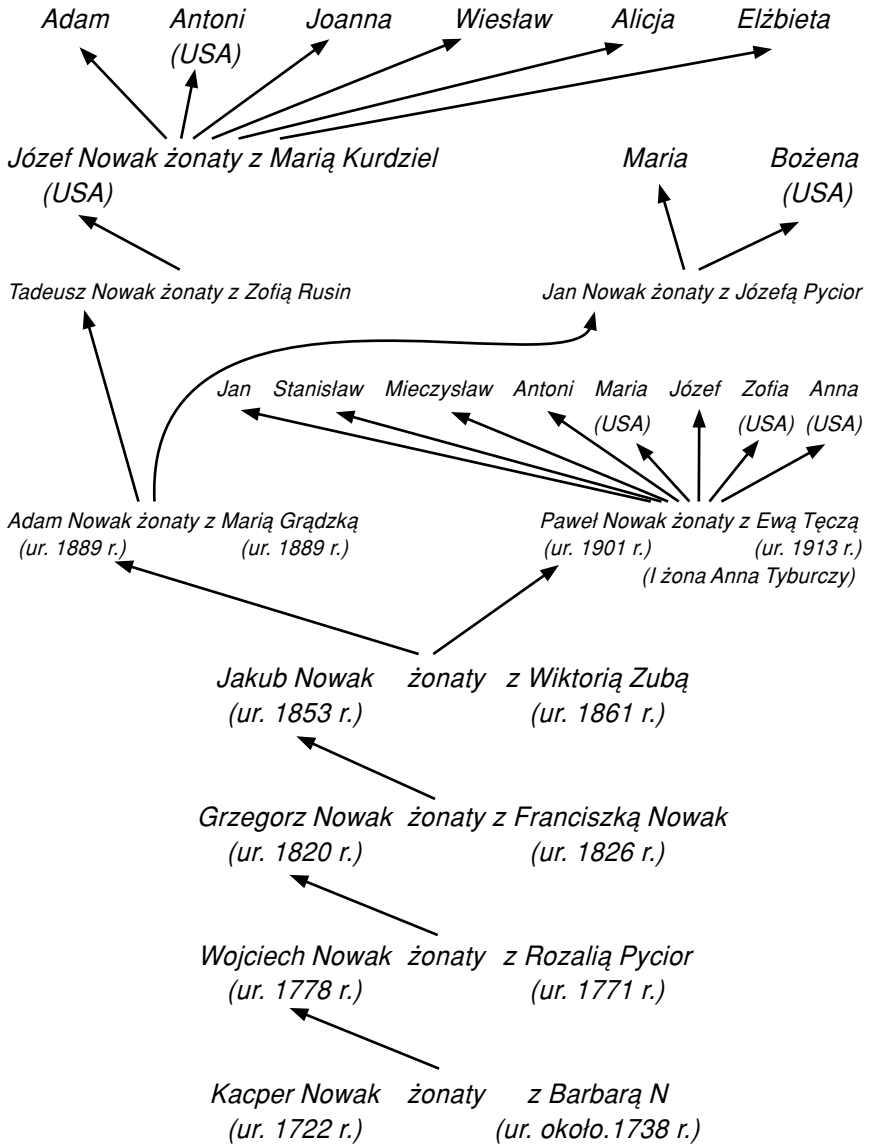 Adam Antoni Joanna Wiesław Alicja Elżbieta
(USA)
Józef Nowak żonaty z Marią Kurdziel Maria Bożena
(USA) (USA)
Tadeusz Nowak żonaty z Zofią Rusin Jan Nowak żonaty z Józefą Pycior
Jan Stanisław Mieczysław Antoni Maria Józef Zofia Anna
(USA) (USA) (USA)
Adam Nowak żonaty z Marią Grądzką Paweł Nowak żonaty z Ewą Tęczą
(ur. 1889 r.) (ur. 1889 r.) (ur. 1901 r.) (ur. 1913 r.)
(I żona Anna Tyburczy)
Jakub Nowak żonaty z Wiktorią Zubą
(ur. 1853 r.) (ur. 1861 r.)
Grzegorz Nowak żonaty z Franciszką Nowak
(ur. 1820 r.) (ur. 1826 r.)
Wojciech Nowak żonaty z Rozalią Pycior
(ur. 1778 r.) (ur. 1771 r.)
Kacper Nowak żonaty z Barbarą N
(ur. 1722 r.) (ur. około.1738 r.)